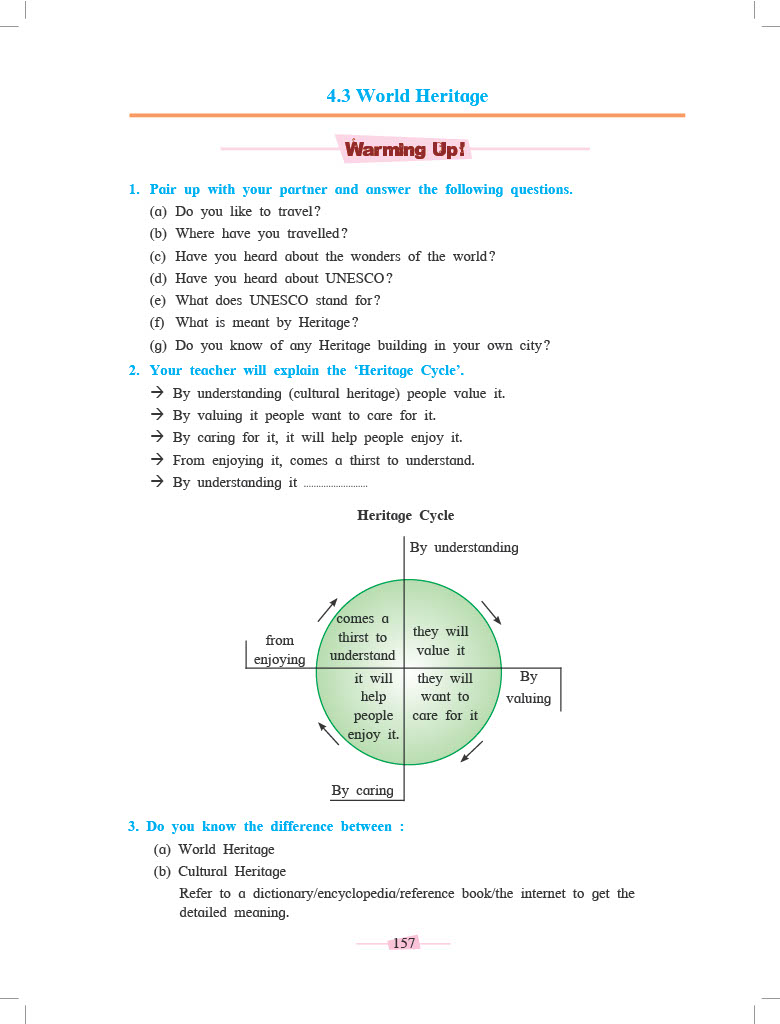 4.3 World Heritage
Warming Up!
1. Pair up with your partner and answer the following questions.
(a) Do you like to travel?
(b) Where have you travelled?
(c) Have you heard about the wonders of the world?
(d) Have you heard about UNESCO?
(e) What does UNESCO stand for?
(f) What is meant by Heritage?
(g) Do you know of any Heritage building in your own city?
2. Your teacher will explain the ‘Heritage Cycle’.
→ By understanding (cultural heritage) people value it.
→ By valuing it people want to care for it.
→ By caring for it, it will help people enjoy it.
→ From enjoying it, comes a thirst to understand.
→ By understanding it ..........................
Heritage Cycle
By understanding
they will
value it
By
valuing
they will
want to
care for it
By caring
it will
help
people
enjoy it.
from
enjoying
comes a
thirst to
understand
3. Do you know the difference between :
(a) World Heritage
(b) Cultural Heritage
Refer to a dictionary/encyclopedia/reference book/the internet to get the
detailed meaning.
157